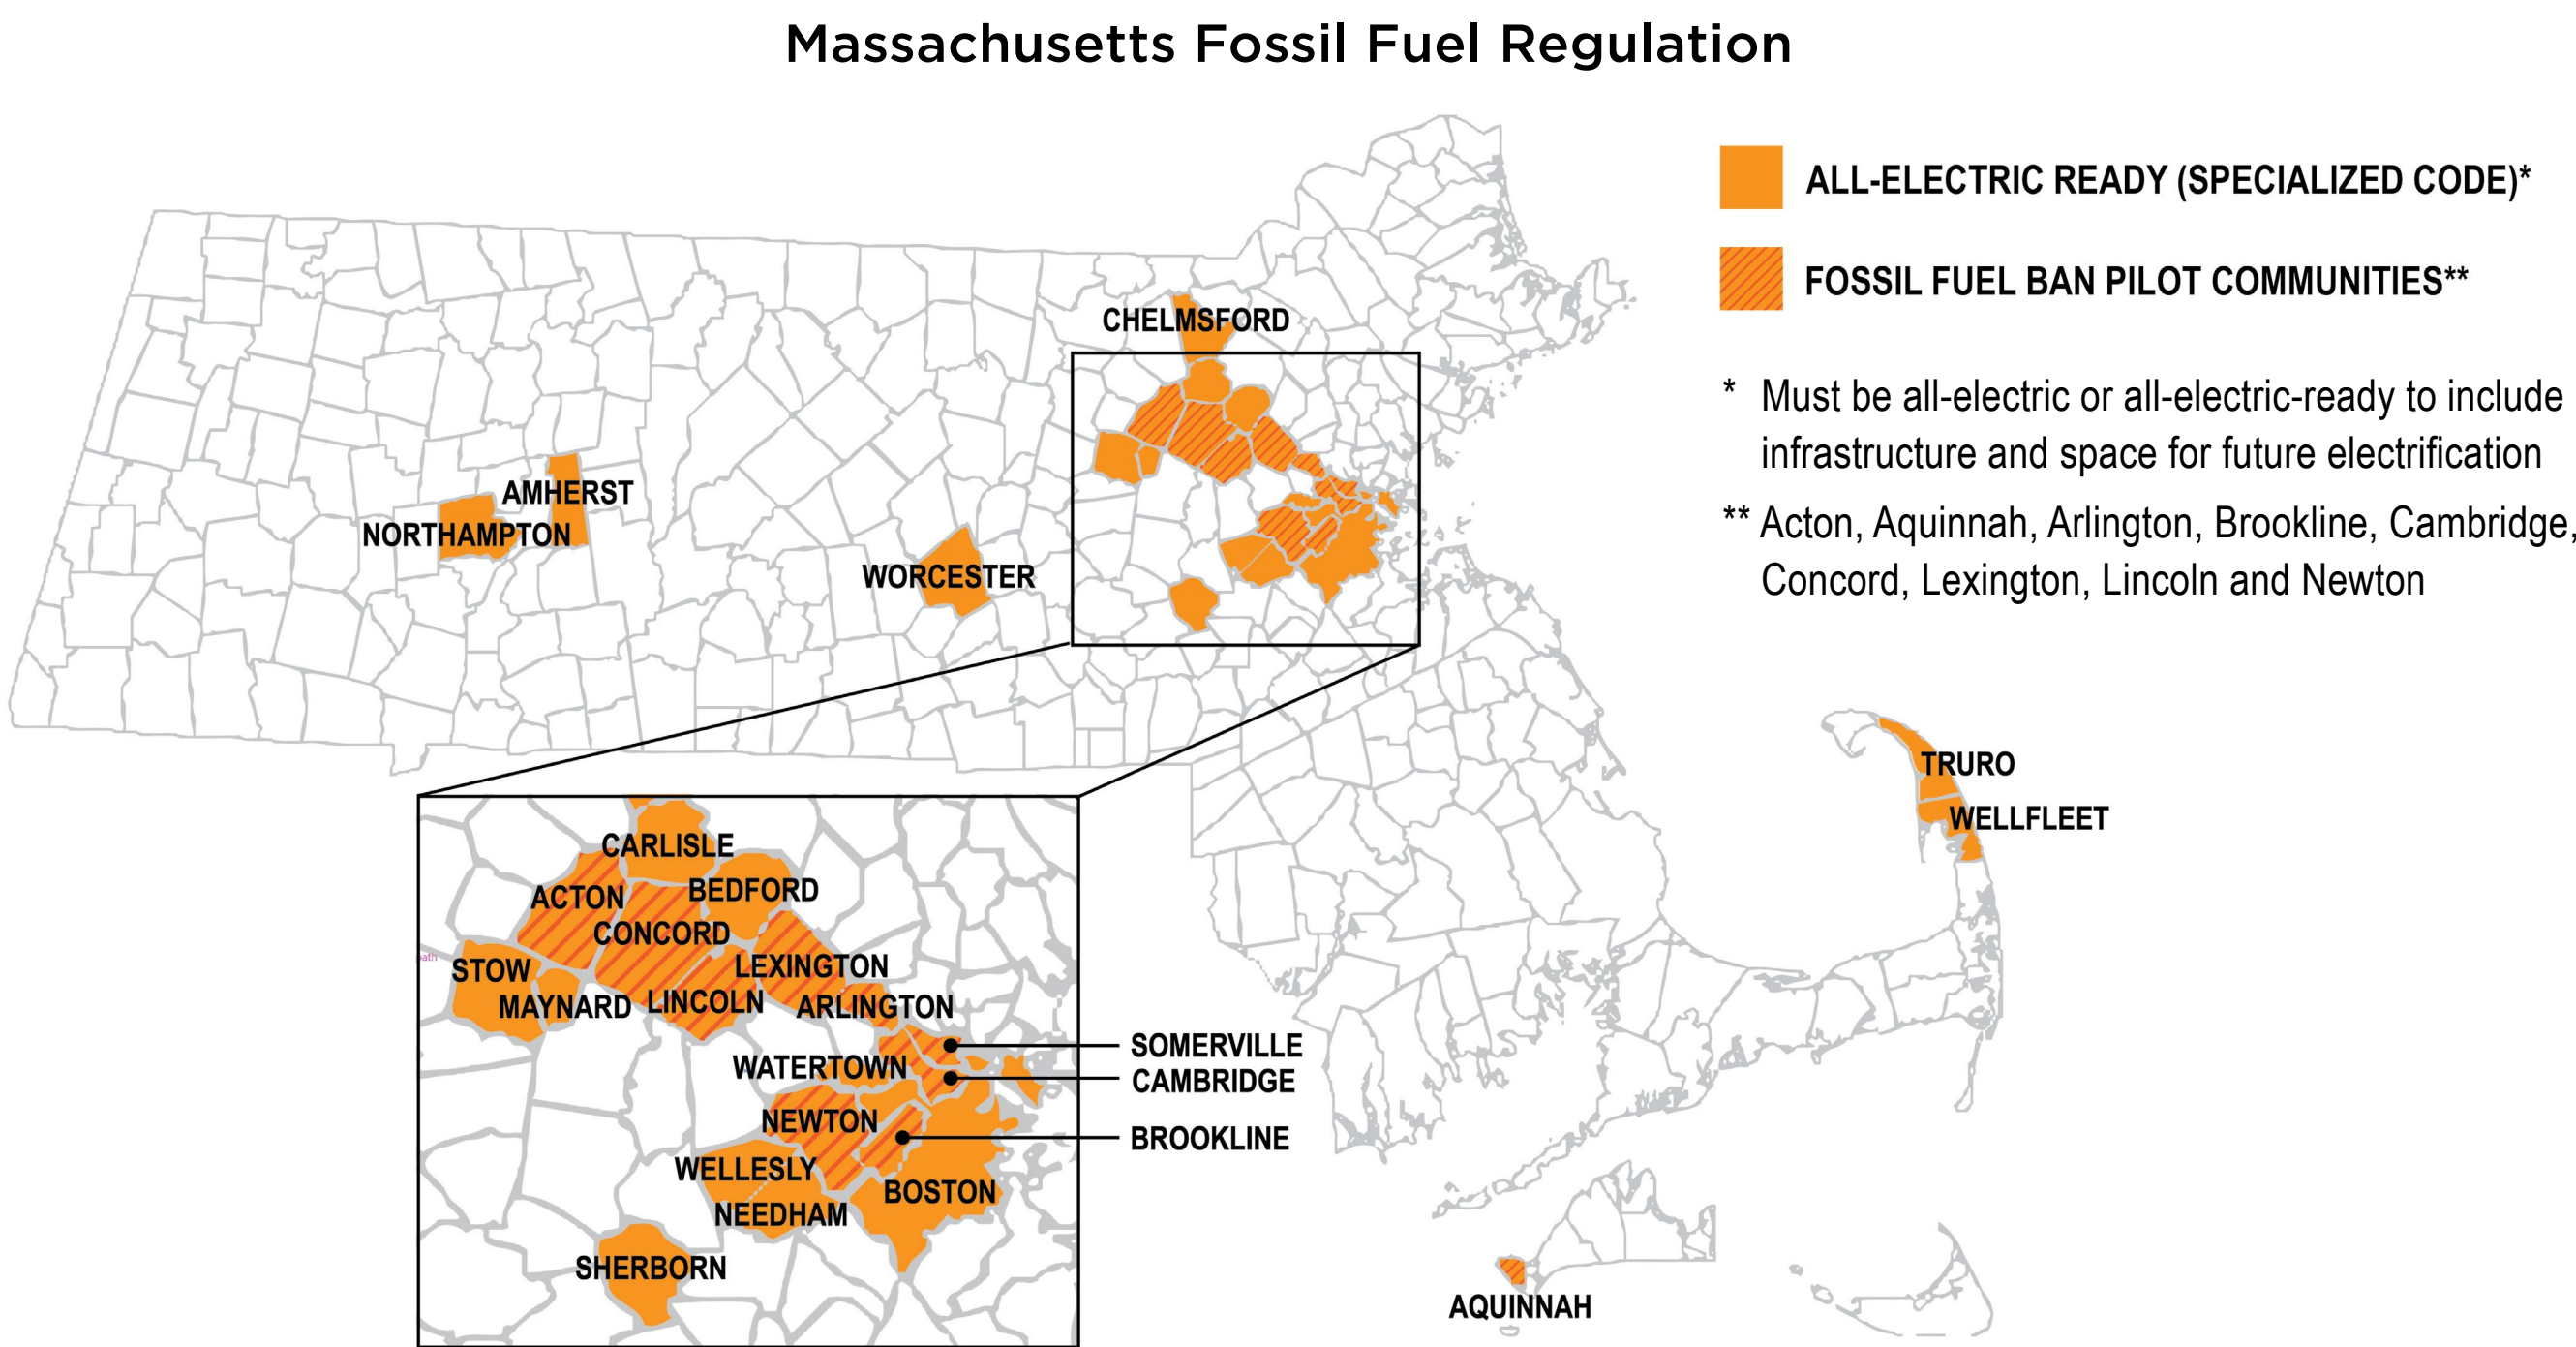 Massachusetts Fossil Fuel Regulation
ALL-ELECTRIC READY (SPECIALIZED CODE)*
FOSSIL FUEL BAN PILOT COMMUNITIES**
* Must be all-electric or all-electric-ready to include
infrastructure and space for future electrification
** Acton, Aquinnah, Arlington, Brookline, Cambridge,
Concord, Lexington, Lincoln and Newton
CHELMSFORD
AMHERST
NORTHAMPTON
WORCESTER
TRURO
WELLFLEET
CARLISLE
ACTON
BEDFORD
CONCORD
STOW
LEXINGTON
MAYNARD
LINCOLN
ARLINGTON
SOMERVILLE
WATERTOWN
CAMBRIDGE
NEWTON
BROOKLINE
WELLESLY
BOSTON
NEEDHAM
SHERBORN
AQUINNAH